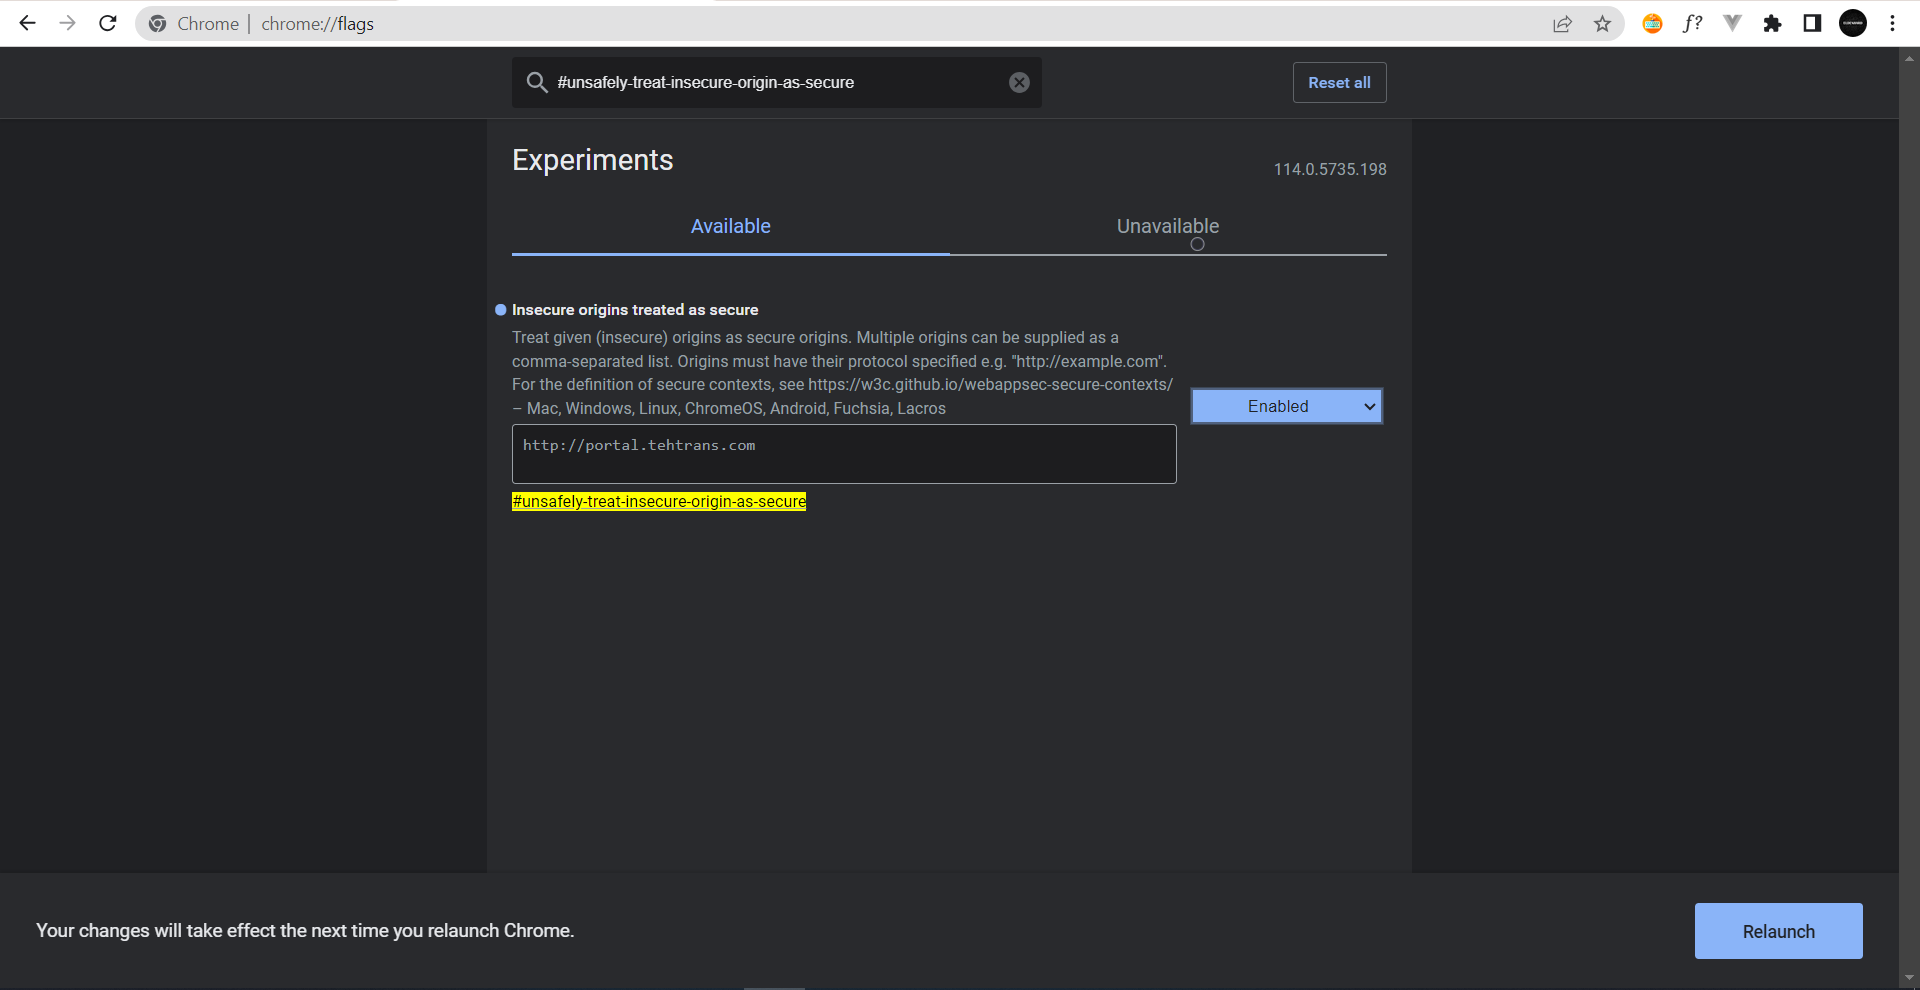 Chrome | chrome://flags
f?
#unsafely-treat-insecure-origin-as-secure
Reset all
Experiments
114.0.5735.198
Available
Unavailable
Insecure origins treated as secure
Treat given (insecure) origins as secure origins. Multiple origins can be supplied as a
comma-separated list. Origins must have their protocol specified e.g. "http://example.com".
For the definition of secure contexts, see https://w3c.github.io/webappsec-secure-contexts/
– Mac, Windows, Linux, ChromeOS, Android, Fuchsia, Lacros
Enabled
http://portal.tehtrans.com
#unsafely-treat-insecure-origin-as-secure
Your changes will take effect the next time you relaunch Chrome.
Relaunch